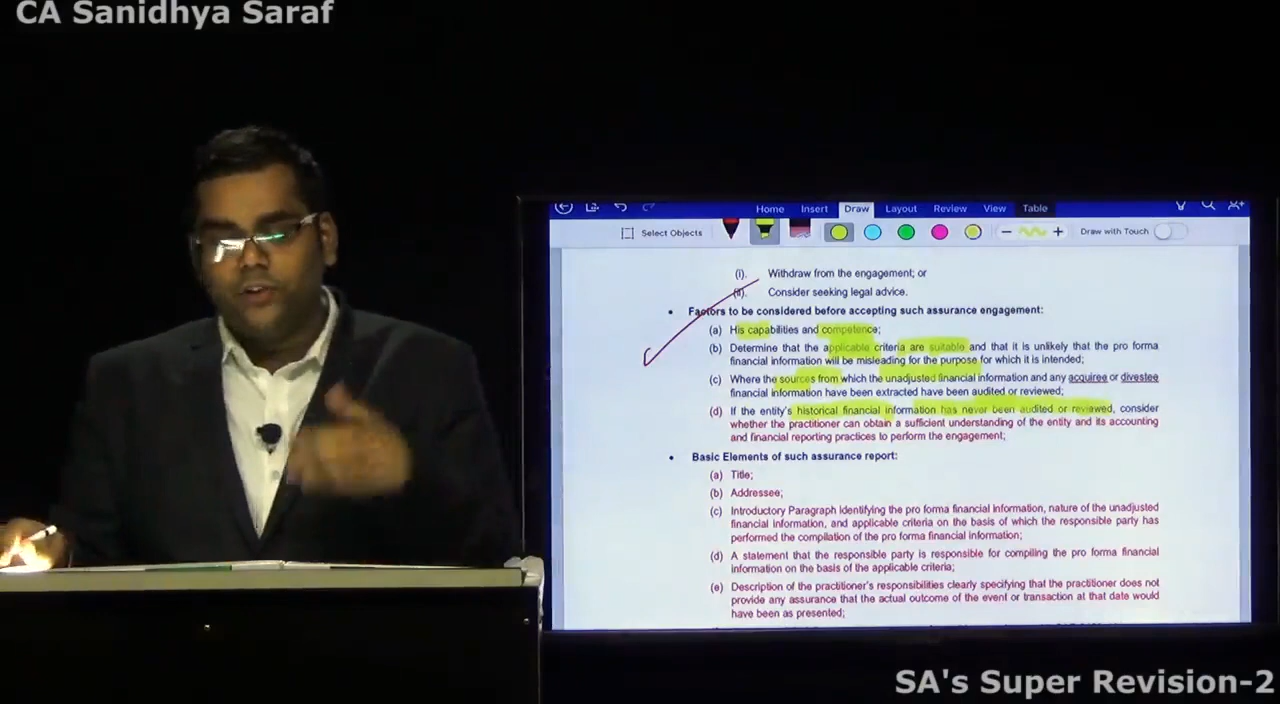 CA Sanidhya Saraf
Home Insert Draw Layout Review View Table
Select Objects
Draw with Touch
(i). Withdraw from the engagement; or
(ii). Consider seeking legal advice.
• Factors to be considered before accepting such assurance engagement:
(a) His capabilities and competence;
(b) Determine that the applicable criteria are suitable and that it is unlikely that the pro forma
financial information will be misleading for the purpose for which it is intended;
(c) Where the sources from which the unadjusted financial information and any acquiree or divestee
financial information have been extracted have been audited or reviewed;
(d) If the entity's historical financial information has never been audited or reviewed, consider
whether the practitioner can obtain a sufficient understanding of the entity and its accounting
and financial reporting practices to perform the engagement;
• Basic Elements of such assurance report:
(a) Title;
(b) Addressee;
(c) Introductory Paragraph identifying the pro forma financial information, nature of the unadjusted
financial information, and applicable criteria on the basis of which the responsible party has
performed the compilation of the pro forma financial information;
(d) A statement that the responsible party is responsible for compiling the pro forma financial
information on the basis of the applicable criteria;
(e) Description of the practitioner's responsibilities clearly specifying that the practitioner does not
provide any assurance that the actual outcome of the event or transaction at that date would
have been as presented;
SA's Super Revision-2